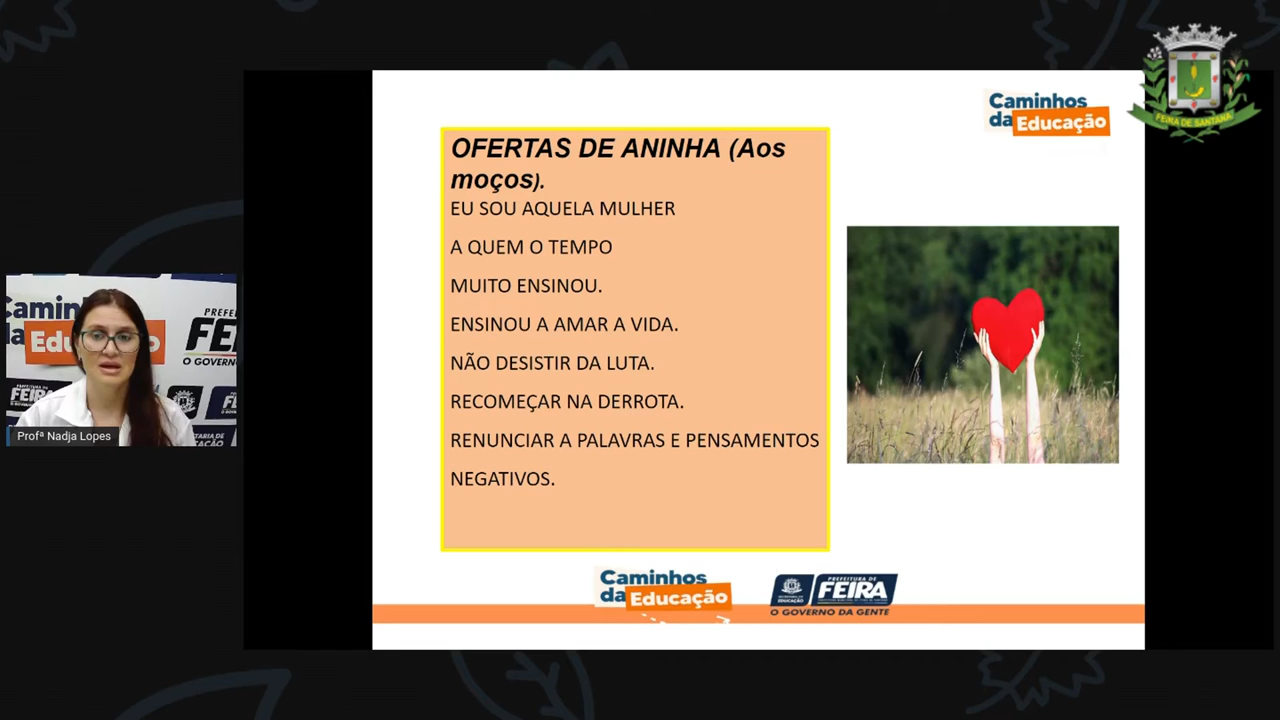 FEIRA DE SANTANA
Caminhos
da Educação
OFERTAS DE ANINHA (Aos
moços).
EU SOU AQUELA MULHER
A QUEM O TEMPO
MUITO ENSINOU.
ENSINOU A AMAR A VIDA.
NÃO DESISTIR DA LUTA.
RECOMEÇAR NA DERROTA.
RENUNCIAR A PALAVRAS E PENSAMENTOS
NEGATIVOS.
Profª Nadja Lopes
Caminhos
da Educação
PREFEITURA DE
FEIRA
O GOVERNO DA GENTE